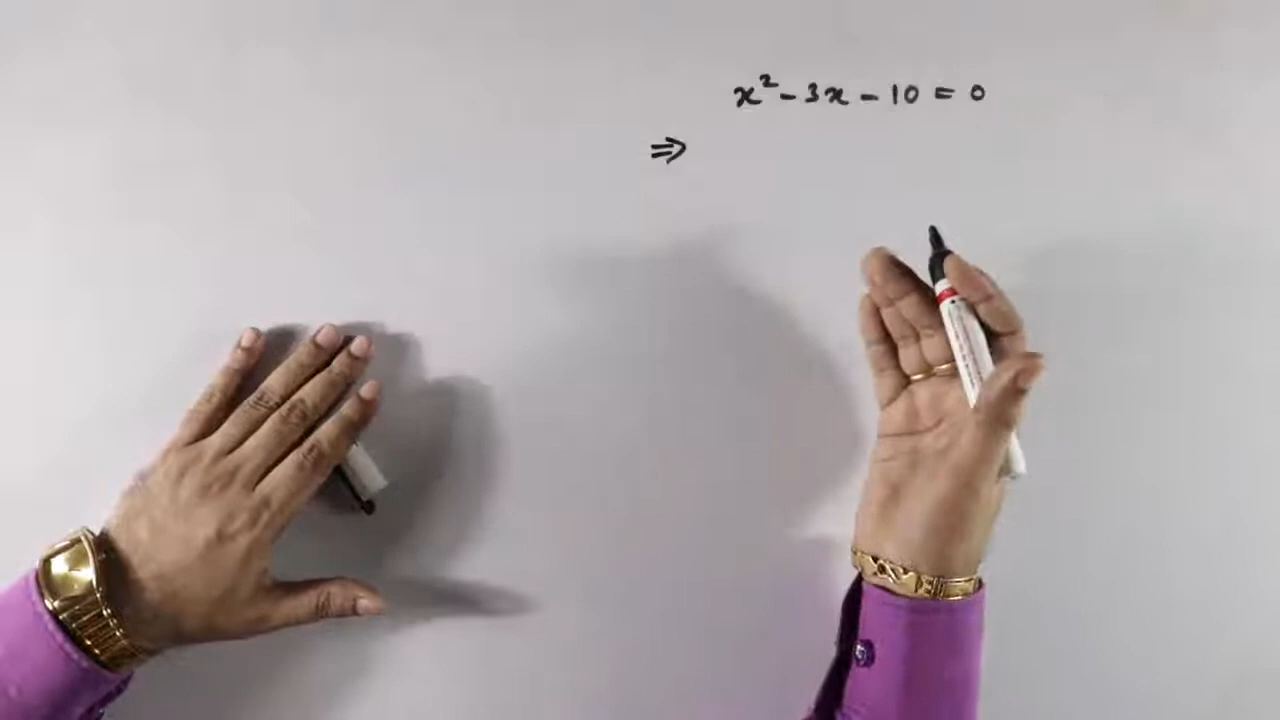 x² - 3x - 10 = 0
⇒